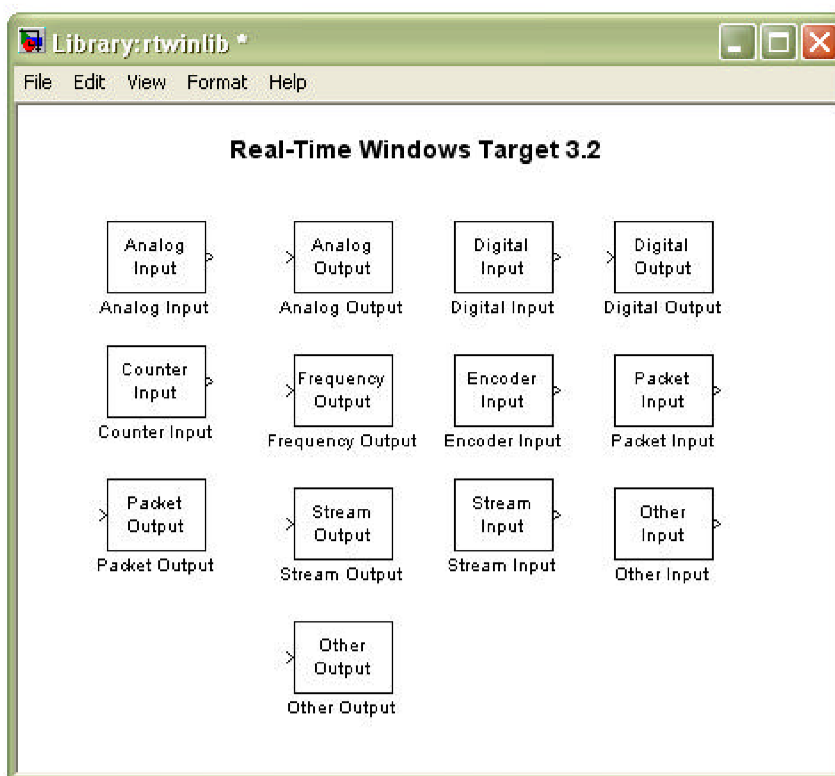 Library:rtwinlib *
File Edit View Format Help
Real-Time Windows Target 3.2
Analog
Input
Analog Input
Analog
Output
Analog Output
Digital
Input
Digital Input
Digital
Output
Digital Output
Counter
Input
Counter Input
Frequency
Output
Frequency Output
Encoder
Input
Encoder Input
Packet
Input
Packet Input
Packet
Output
Packet Output
Stream
Output
Stream Output
Stream
Input
Stream Input
Other
Input
Other Input
Other
Output
Other Output